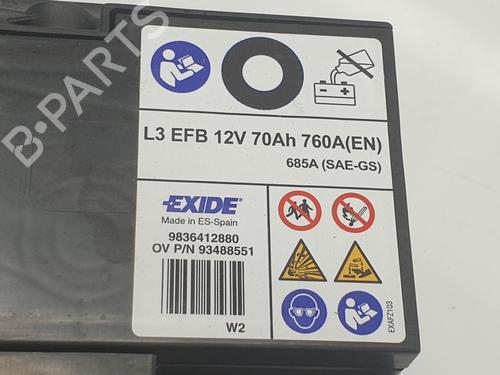 B-PARTS
L3 EFB 12V 70Ah 760A(EN)
685A (SAE-GS)
EXIDE
Made in ES-Spain
9836412880
OV P/N 93488551
W2
EXAFZ103